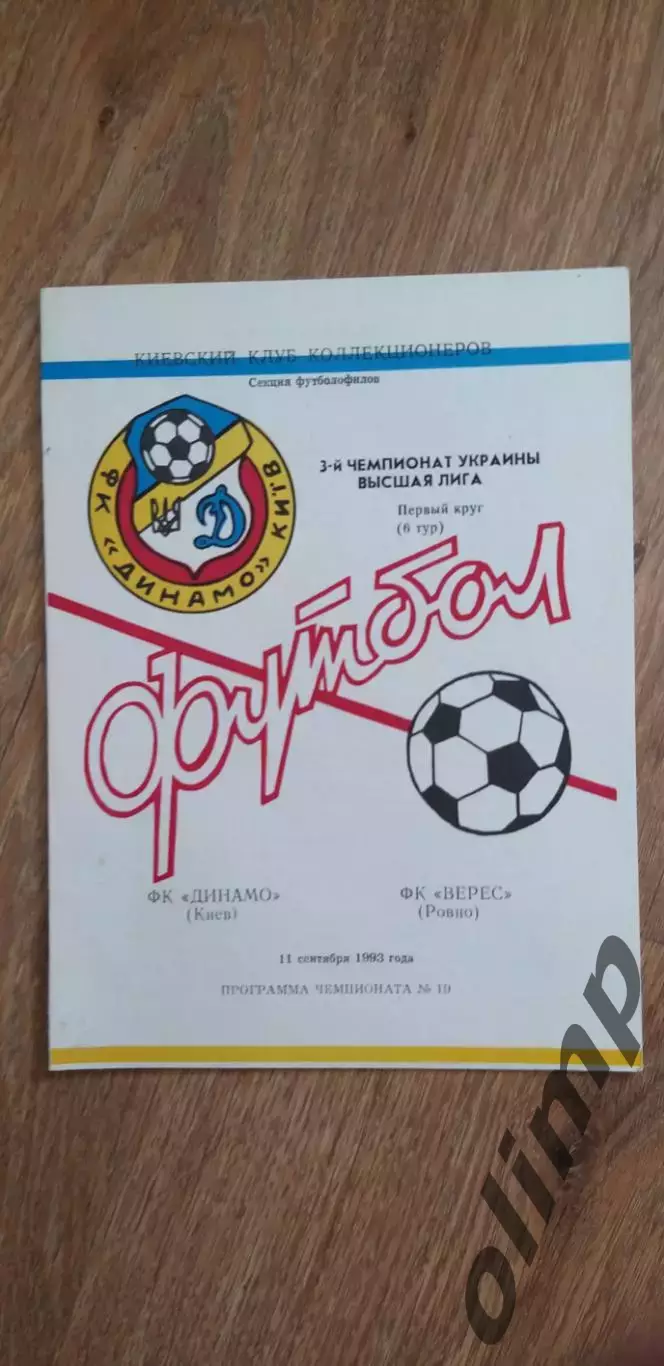 КИЕВСКИЙ КЛУБ КОЛЛЕКЦИОНЕРОВ
Секция футболофилов
ФК «ДИНАМО» КИЇВ
Д
3-й ЧЕМПИОНАТ УКРАИНЫ
ВЫСШАЯ ЛИГА
Первый круг
(6 тур)
футбол
ФК «ДИНАМО»
(Киев)
ФК «ВЕРЕС»
(Ровно)
11 сентября 1993 года
ПРОГРАММА ЧЕМПИОНАТА № 19
olimp